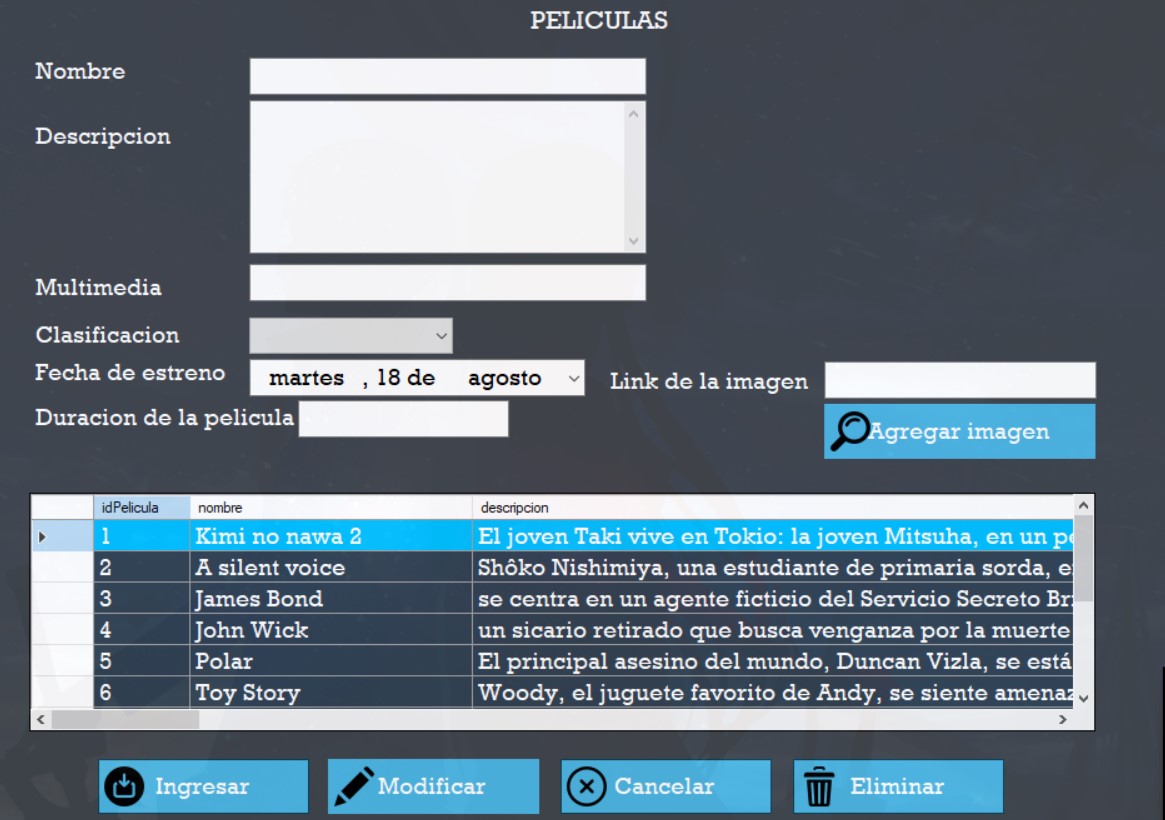 PELICULAS
Nombre
Descripcion
Multimedia
Clasificacion
Fecha de estreno martes , 18 de agosto Link de la imagen
Duracion de la pelicula
Agregar imagen
idPelicula nombre descripcion
1 Kimi no nawa 2 El joven Taki vive en Tokio: la joven Mitsuha, en un
2 A silent voice Shôko Nishimiya, una estudiante de primaria sorda,
3 James Bond se centra en un agente ficticio del Servicio Secreto
4 John Wick un sicario retirado que busca venganza por la muerte
5 Polar El principal asesino del mundo, Duncan Vizla, se está
6 Toy Story Woody, el juguete favorito de Andy, se siente
Ingresar Modificar Cancelar Eliminar